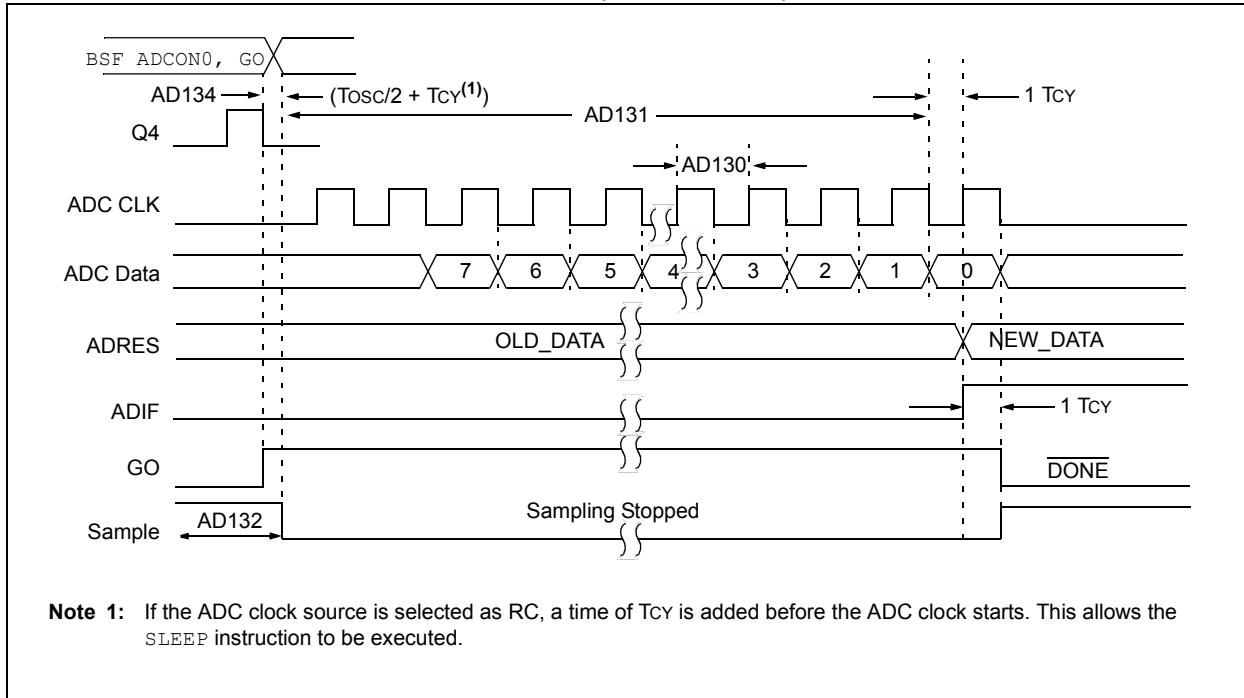 BSF ADCON0, GO
AD134
(TOSC/2 + TCY(1))
1 TCY
AD131
Q4
AD130
ADC CLK
ADC Data
7
6
5
4
3
2
1
0
ADRES
OLD_DATA
NEW_DATA
ADIF
1 TCY
GO
DONE
Sample
AD132
Sampling Stopped
Note 1: If the ADC clock source is selected as RC, a time of TCY is added before the ADC clock starts. This allows the
SLEEP instruction to be executed.